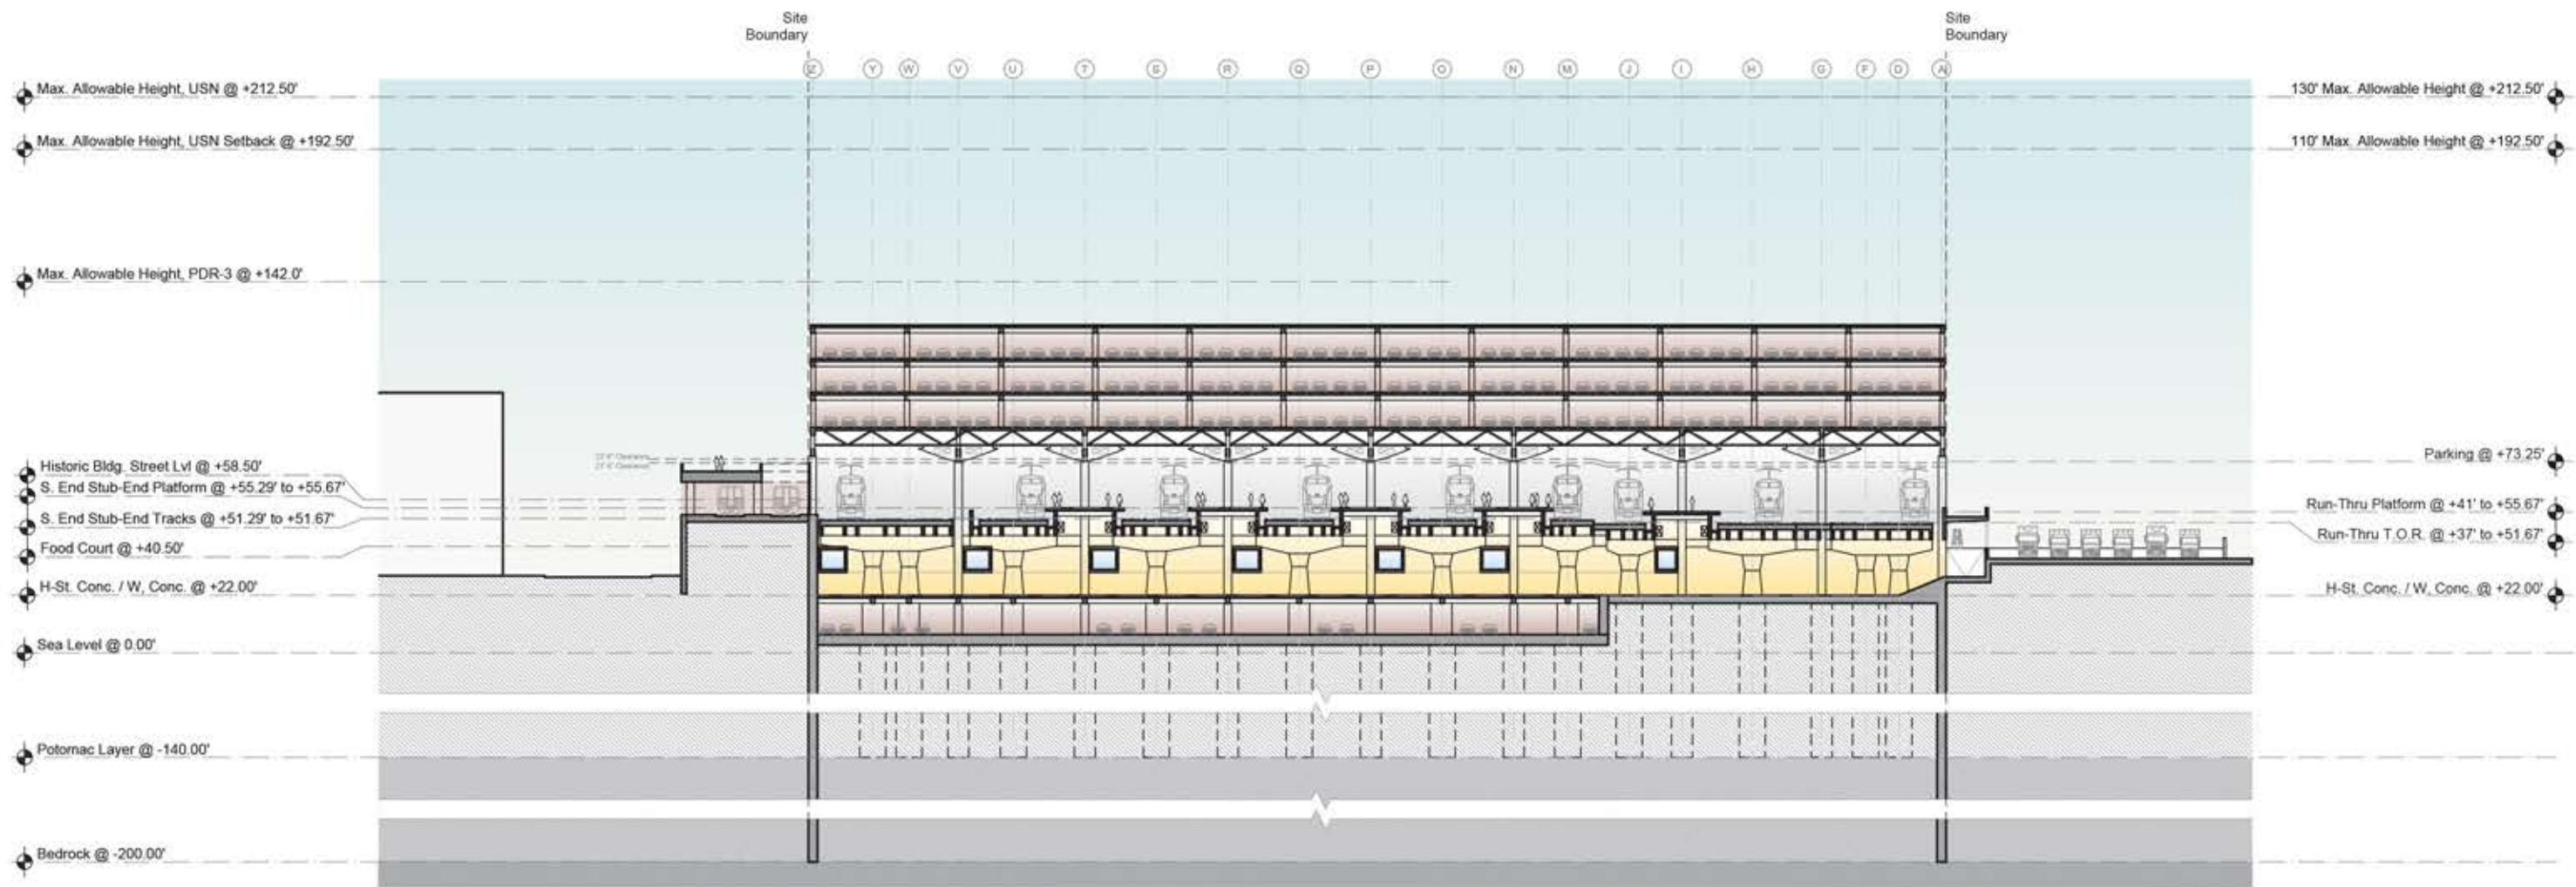 Site
Boundary
Site
Boundary
Z Y W V U T S R Q P O N M J I H G F D A
Max. Allowable Height, USN @ +212.50'
130' Max. Allowable Height @ +212.50'
Max. Allowable Height, USN Setback @ +192.50'
110' Max. Allowable Height @ +192.50'
Max. Allowable Height, PDR-3 @ +142.0'
Historic Bldg. Street Lvl @ +58.50'
Parking @ +73.25'
S. End Stub-End Platform @ +55.29' to +55.67'
Run-Thru Platform @ +41' to +55.67'
S. End Stub-End Tracks @ +51.29' to +51.67'
Run-Thru T.O.R. @ +37' to +51.67'
Food Court @ +40.50'
H-St. Conc. / W, Conc. @ +22.00'
H-St. Conc. / W, Conc. @ +22.00'
Sea Level @ 0.00'
Potomac Layer @ -140.00'
Bedrock @ -200.00'